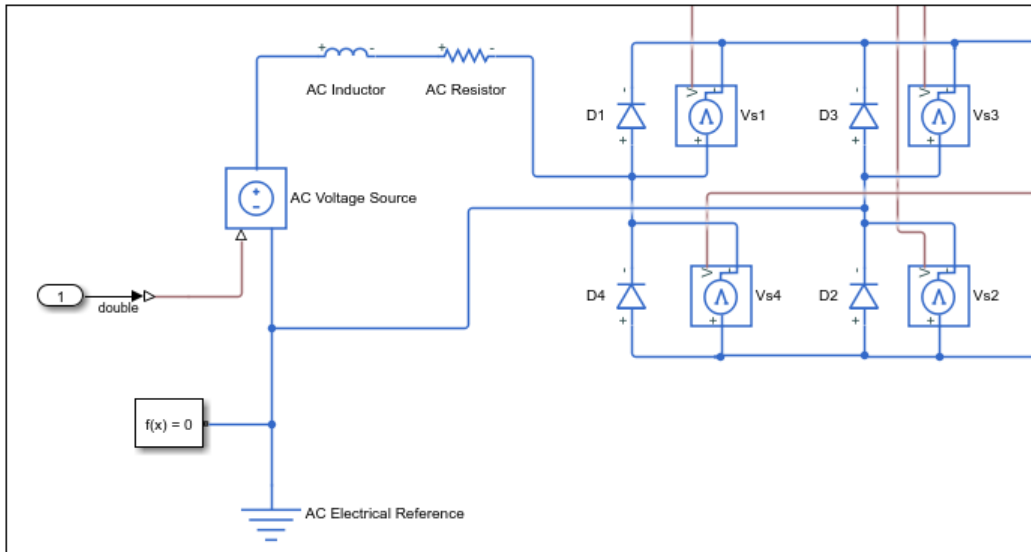 AC Inductor
AC Resistor
D1
Vs1
D3
Vs3
AC Voltage Source
1
double
D4
Vs4
D2
Vs2
f(x) = 0
AC Electrical Reference